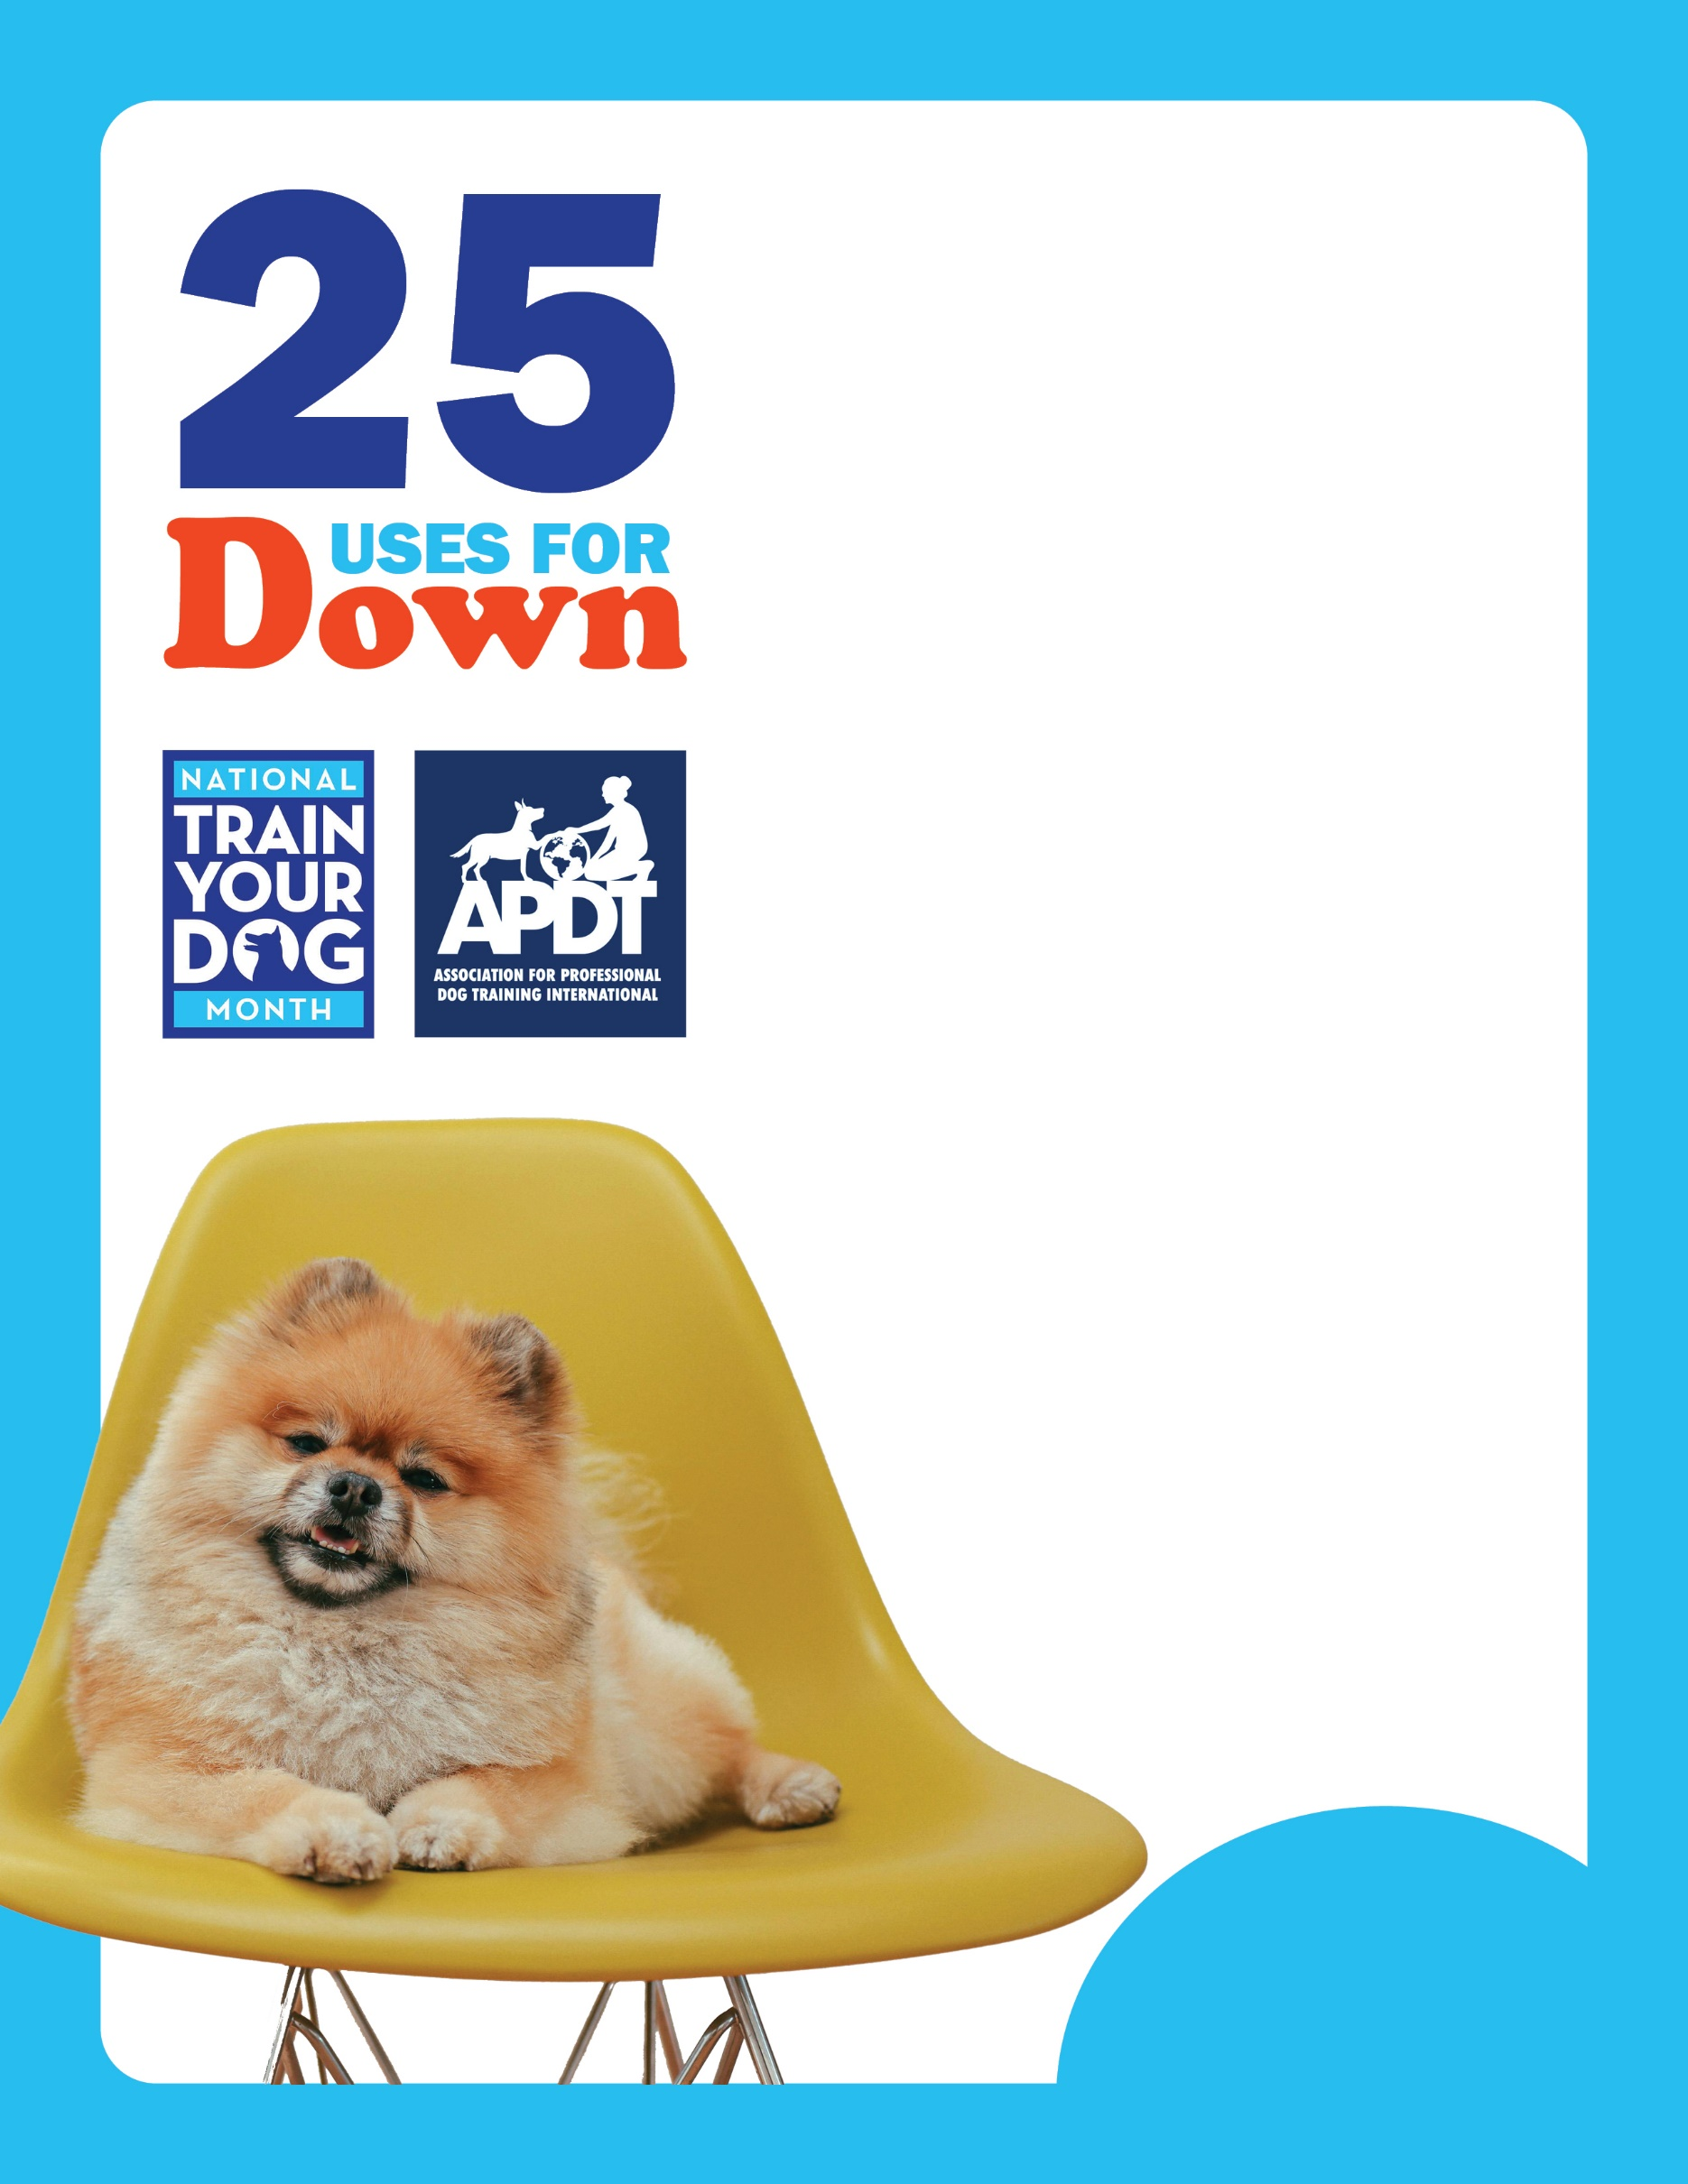 25
USES FOR
Down
NATIONAL
TRAIN
YOUR
DOG
MONTH
APDT
ASSOCIATION FOR PROFESSIONAL
DOG TRAINING INTERNATIONAL